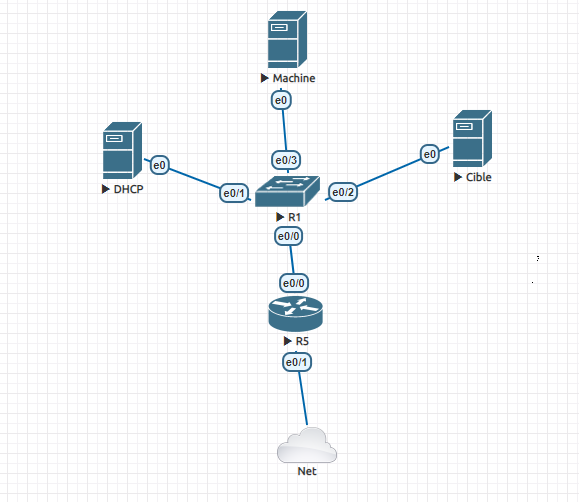 Machine
e0
DHCP
e0
e0/3
e0
Cible
e0/1
e0/2
R1
e0/0
e0/0
R5
e0/1
Net